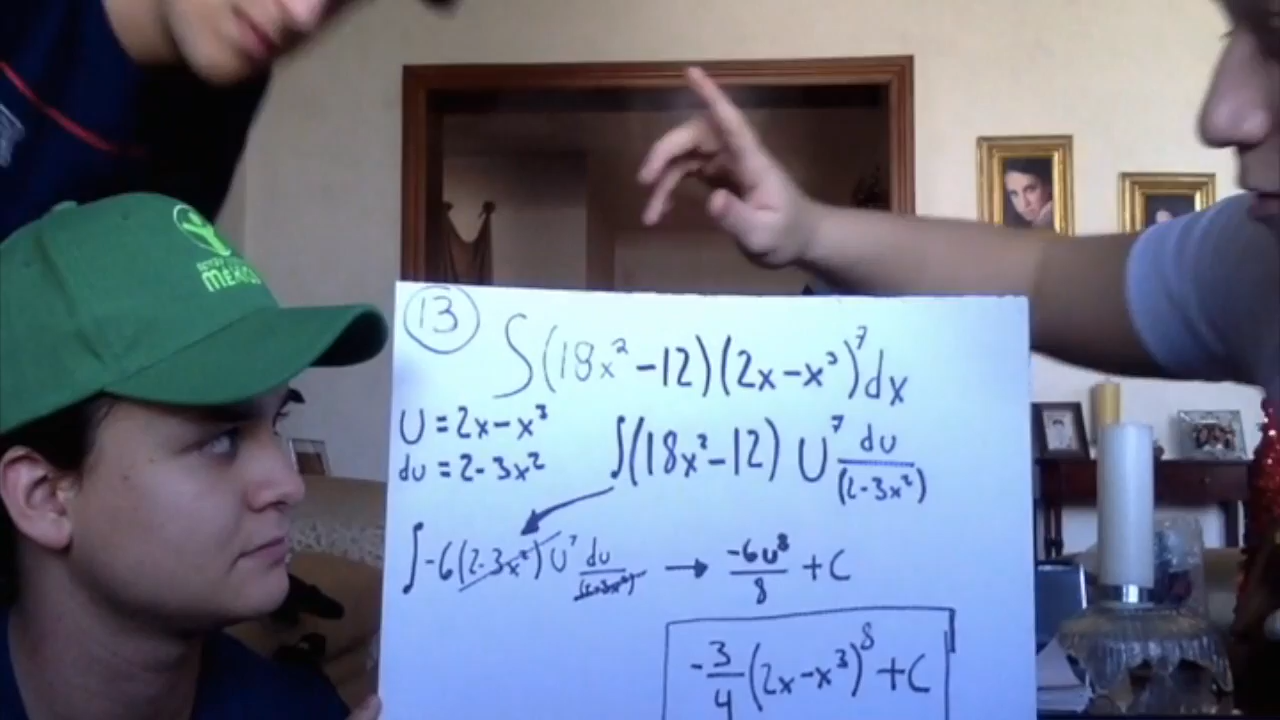 MÉXICO
13
∫(18x² -12)(2x-x³)⁷dx
U = 2x-x³
du = 2-3x²
∫(18x²-12) U⁷ du/(2-3x²)
∫-6(2-3x²)U⁷ du/(2-3x²) → -6u⁸/8 + C
-3/4(2x-x³)⁸+C